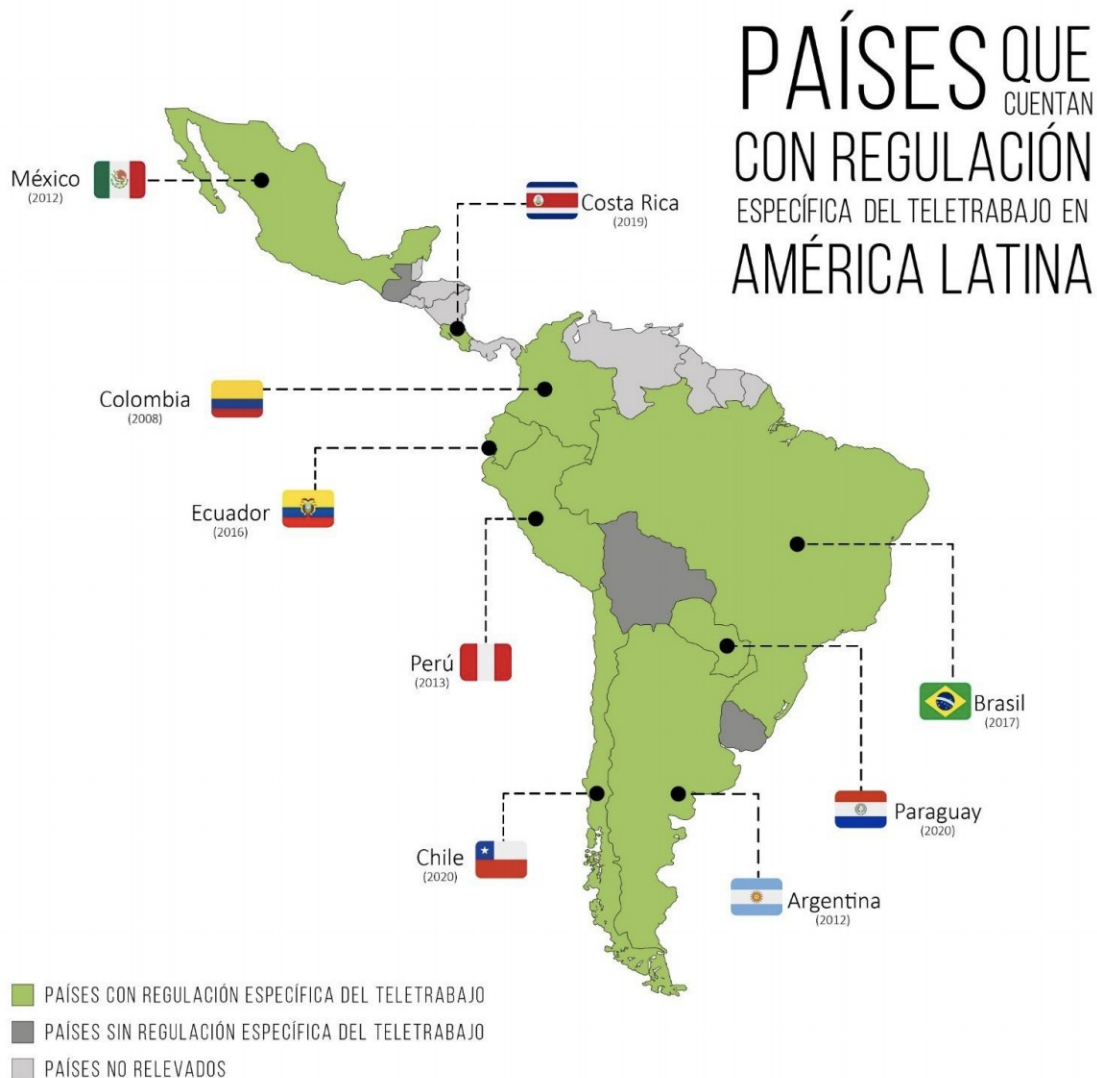 PAÍSES QUE
CUENTAN
CON REGULACIÓN
ESPECÍFICA DEL TELETRABAJO EN
AMÉRICA LATINA
México
(2012)
Costa Rica
(2019)
Colombia
(2008)
Ecuador
(2016)
Perú
(2013)
Brasil
(2017)
Paraguay
(2020)
Chile
(2020)
Argentina
(2012)
PAÍSES CON REGULACIÓN ESPECÍFICA DEL TELETRABAJO
PAÍSES SIN REGULACIÓN ESPECÍFICA DEL TELETRABAJO
PAÍSES NO RELEVADOS